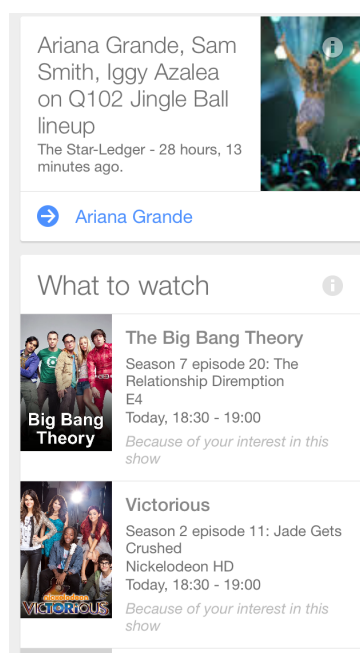 Ariana Grande, Sam
Smith, Iggy Azalea
on Q102 Jingle Ball
lineup
The Star-Ledger - 28 hours, 13
minutes ago.
Ariana Grande
What to watch
The Big Bang Theory
Season 7 episode 20: The
Relationship Diremption
E4
Today, 18:30 - 19:00
Because of your interest in this
show
Big Bang
Theory
Victorious
Season 2 episode 11: Jade Gets
Crushed
Nickelodeon HD
Today, 18:30 - 19:00
Because of your interest in this
show
nickelodeon
VICTORiOUS